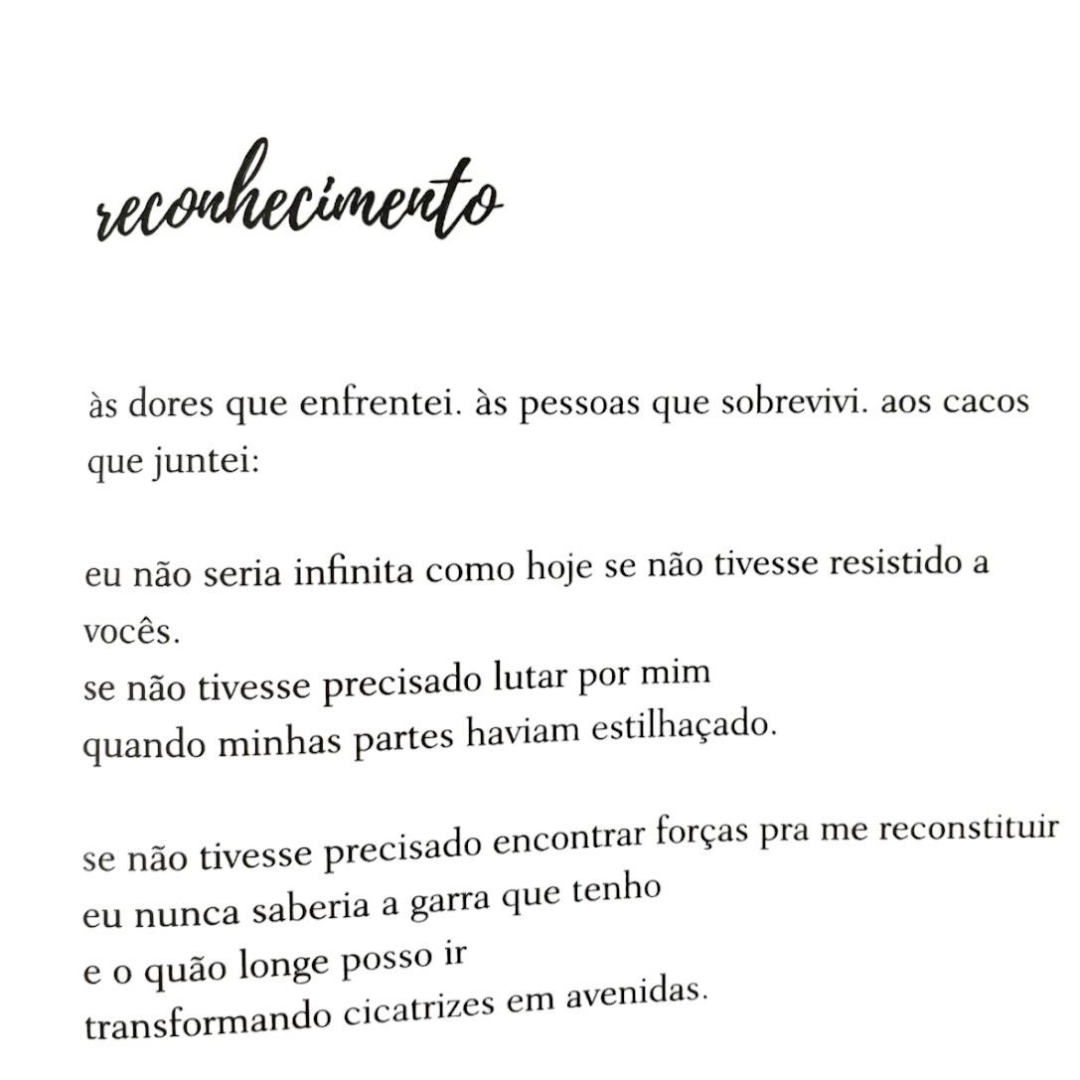 reconhecimento
às dores que enfrentei. às pessoas que sobrevivi. aos cacos
que juntei:
eu não seria infinita como hoje se não tivesse resistido a
vocês.
se não tivesse precisado lutar por mim
quando minhas partes haviam estilhaçado.
se não tivesse precisado encontrar forças pra me reconstituir
eu nunca saberia a garra que tenho
e o quão longe posso ir
transformando cicatrizes em avenidas.